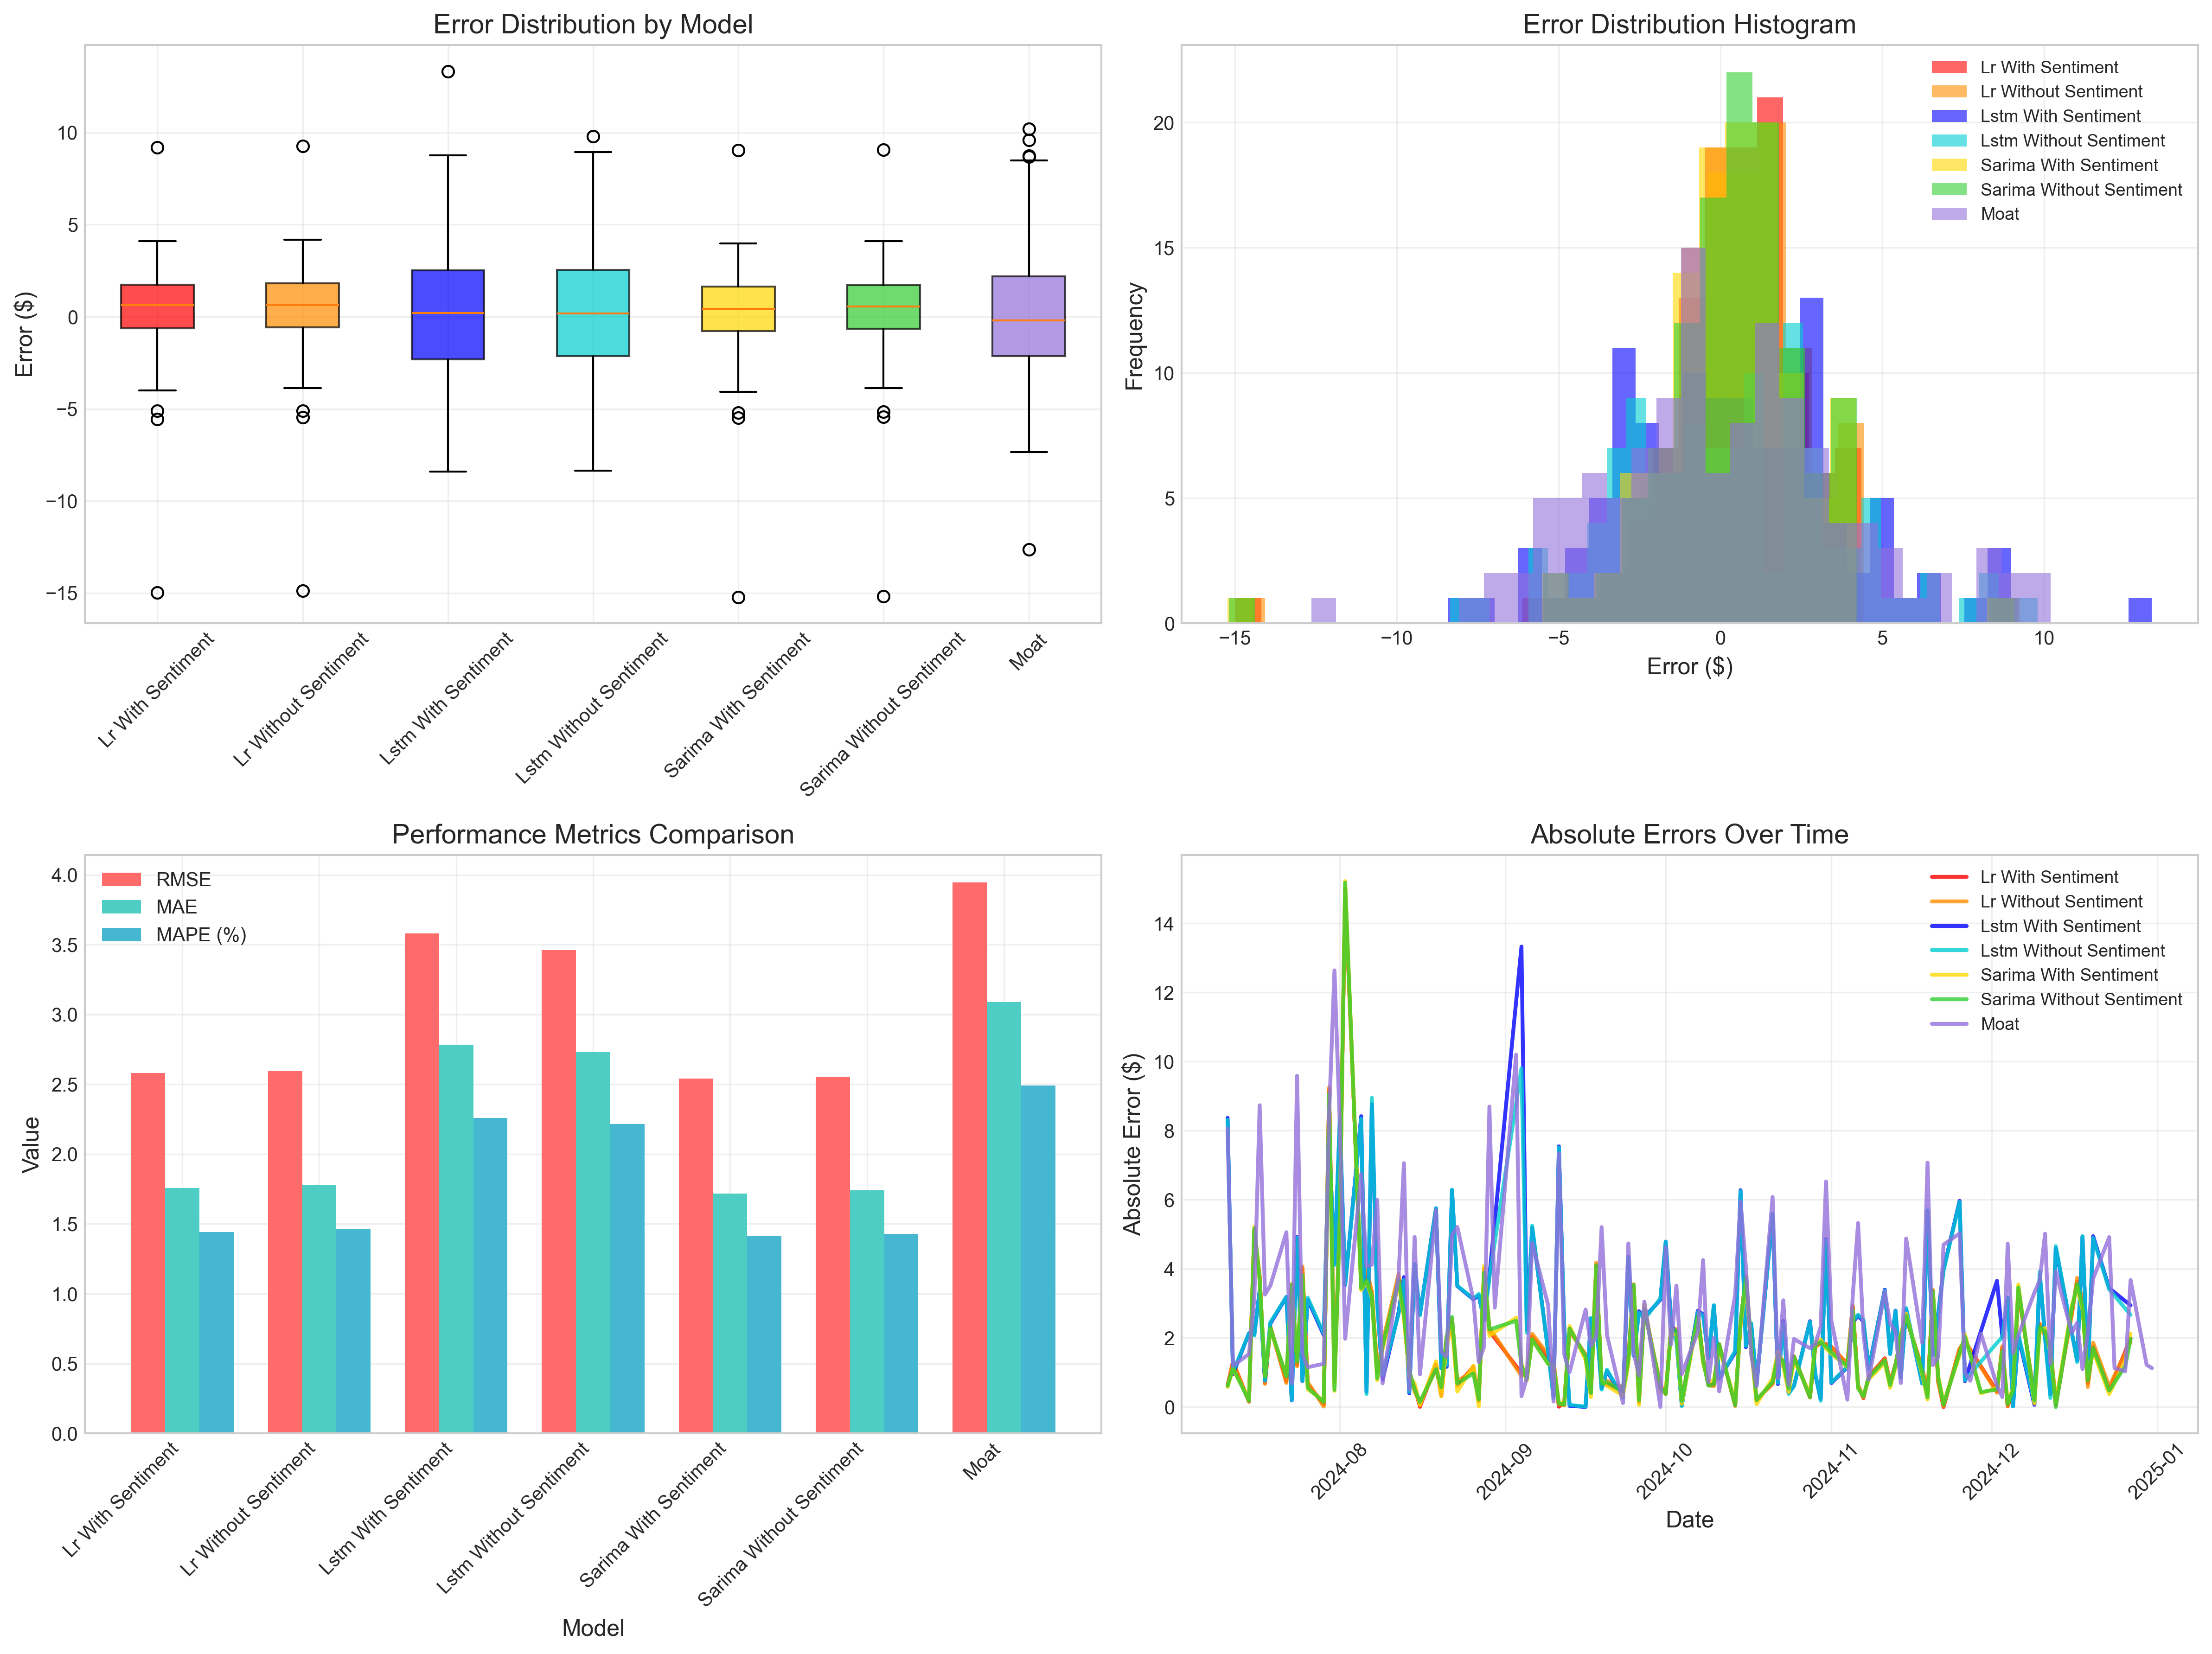 Error Distribution by Model
Error ($)
10
5
0
−5
−10
−15
Lr With Sentiment
Lr Without Sentiment
Lstm With Sentiment
Lstm Without Sentiment
Sarima With Sentiment
Sarima Without Sentiment
Moat
Error Distribution Histogram
Frequency
20
15
10
5
0
−15
−10
−5
0
5
10
Error ($)
Lr With Sentiment
Lr Without Sentiment
Lstm With Sentiment
Lstm Without Sentiment
Sarima With Sentiment
Sarima Without Sentiment
Moat
Performance Metrics Comparison
Value
4.0
3.5
3.0
2.5
2.0
1.5
1.0
0.5
0.0
RMSE
MAE
MAPE (%)
Lr With Sentiment
Lr Without Sentiment
Lstm With Sentiment
Lstm Without Sentiment
Sarima With Sentiment
Sarima Without Sentiment
Moat
Model
Absolute Errors Over Time
Absolute Error ($)
14
12
10
8
6
4
2
0
Lr With Sentiment
Lr Without Sentiment
Lstm With Sentiment
Lstm Without Sentiment
Sarima With Sentiment
Sarima Without Sentiment
Moat
2024-08
2024-09
2024-10
2024-11
2024-12
2025-01
Date